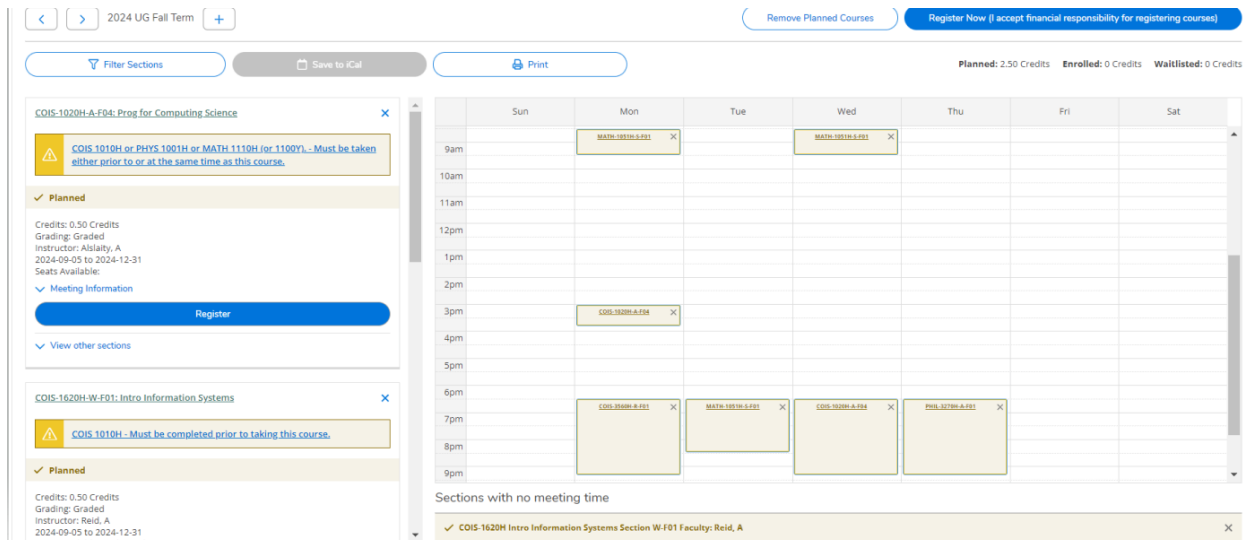 2024 UG Fall Term
Remove Planned Courses
Register Now (I accept financial responsibility for registering courses)
Filter Sections
Save to iCal
Print
Planned: 2.50 Credits Enrolled: 0 Credits Waitlisted: 0 Credits
COIS-1020H-A-F04: Prog for Computing Science
COIS 1010H or PHYS 1001H or MATH 1110H (or 1100Y). - Must be taken
either prior to or at the same time as this course.
Planned
Credits: 0.50 Credits
Grading: Graded
Instructor: Alslaity, A
2024-09-05 to 2024-12-31
Seats Available:
Meeting Information
Register
View other sections
COIS-1620H-W-F01: Intro Information Systems
COIS 1010H - Must be completed prior to taking this course.
Planned
Credits: 0.50 Credits
Grading: Graded
Instructor: Reid, A
2024-09-05 to 2024-12-31
Sun Mon Tue Wed Thu Fri Sat
MATH-1051H-S-F01 MATH-1051H-S-F01
9am
10am
11am
12pm
1pm
2pm
3pm COIS-1020H-A-F04
4pm
5pm
6pm
COIS-3560H-R-F01 MATH-1051H-S-F01 COIS-1020H-A-F04 PHIL-3270H-A-F01
7pm
8pm
9pm
Sections with no meeting time
COIS-1620H Intro Information Systems Section W-F01 Faculty: Reid, A